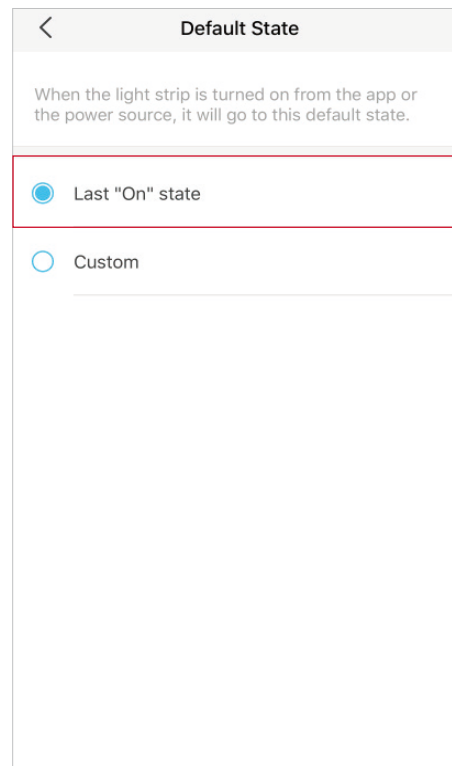 Default State
When the light strip is turned on from the app or
the power source, it will go to this default state.
Last "On" state
Custom